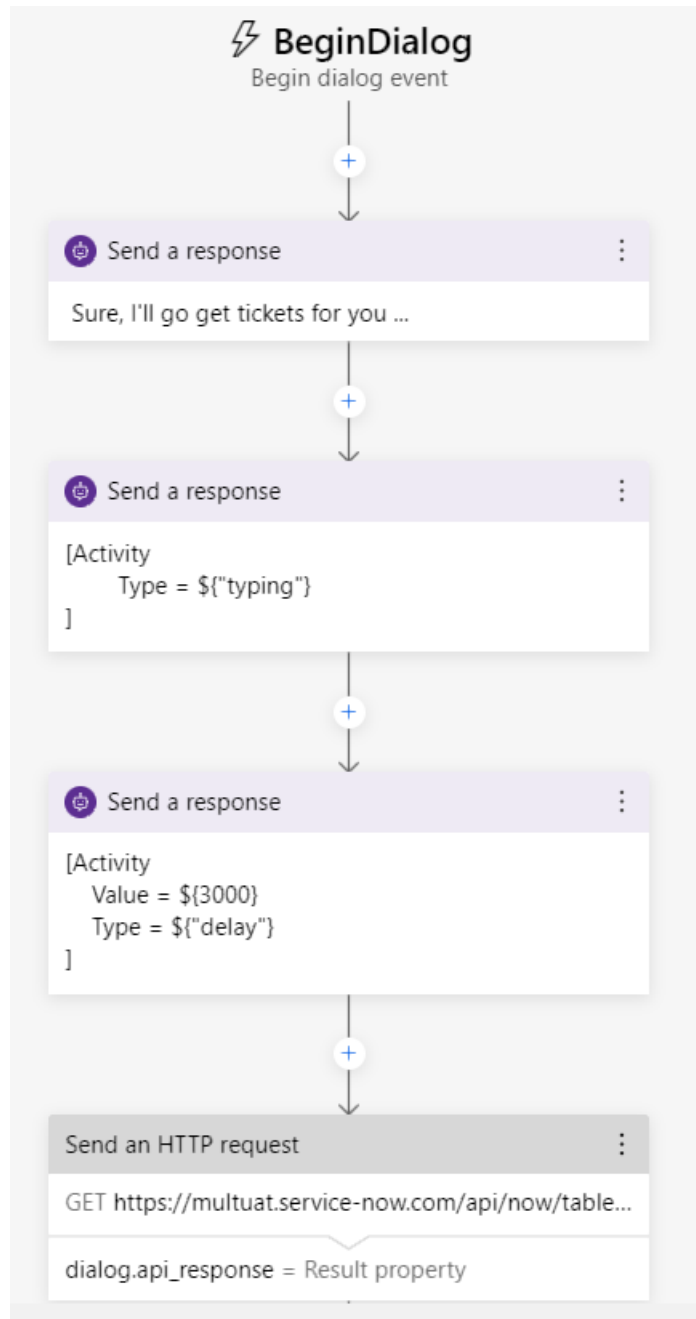 BeginDialog
Begin dialog event
Send a response
Sure, I'll go get tickets for you ...
Send a response
[Activity
Type = ${"typing"}
]
Send a response
[Activity
Value = ${3000}
Type = ${"delay"}
]
Send an HTTP request
GET https://multuat.service-now.com/api/now/table...
dialog.api_response = Result property